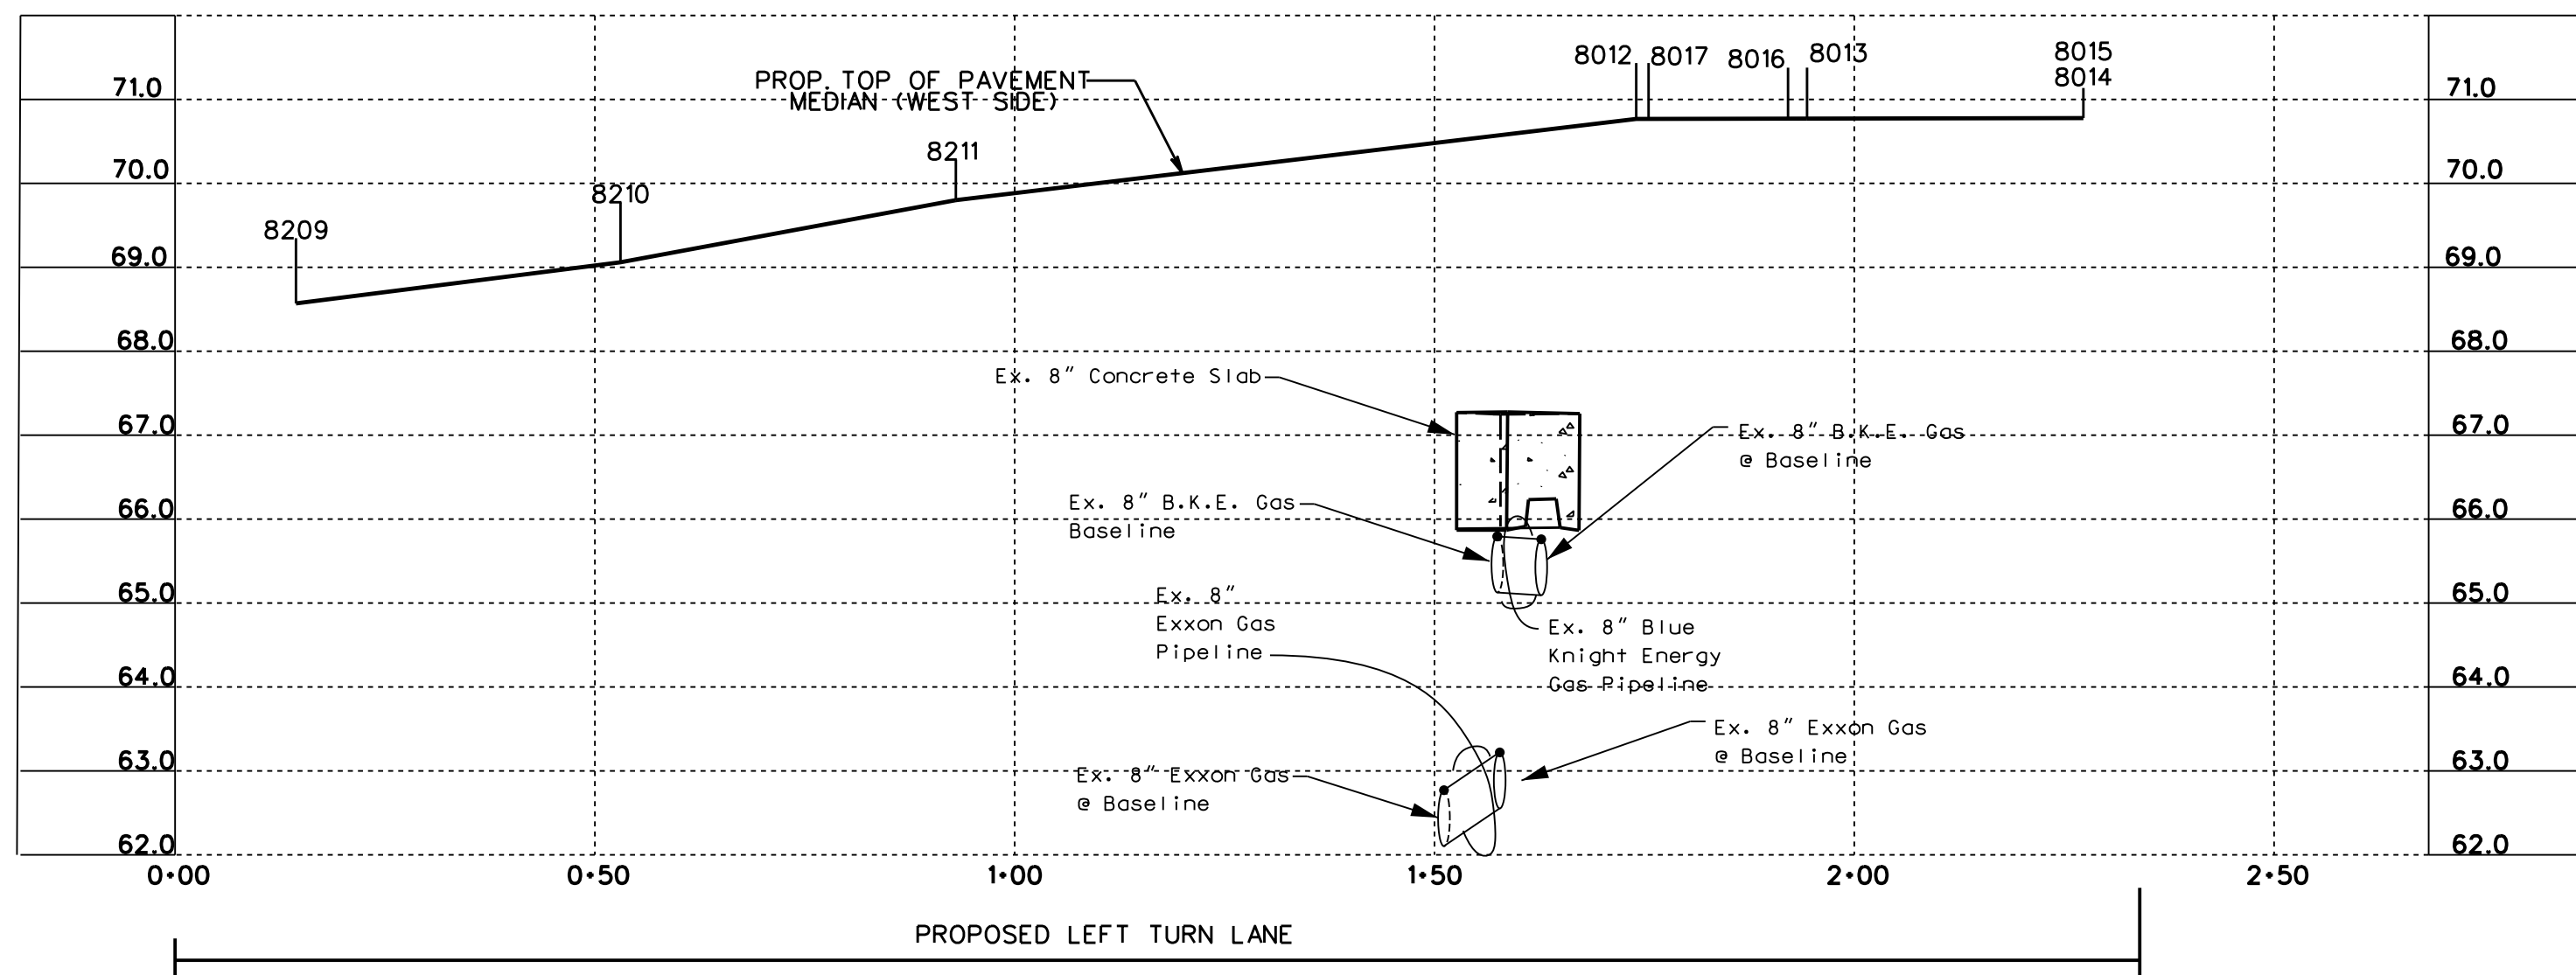 8015
8012 8017 8016 8013
8014
PROP. TOP OF PAVEMENT
MEDIAN (WEST SIDE)
71.0 71.0
8211
70.0 70.0
8210
8209
69.0 69.0
68.0 68.0
Ex. 8" Concrete Slab
67.0 67.0
Ex. 8" B.K.E. Gas
@ Baseline
Ex. 8" B.K.E. Gas
Baseline
66.0 66.0
65.0 65.0
Ex. 8"
Exxon Gas
Pipeline
Ex. 8" Blue
Knight Energy
Gas Pipeline
64.0 64.0
Ex. 8" Exxon Gas
@ Baseline
63.0 63.0
Ex. 8" Exxon Gas
@ Baseline
62.0 62.0
0+00 0+50 1+00 1+50 2+00 2+50
PROPOSED LEFT TURN LANE